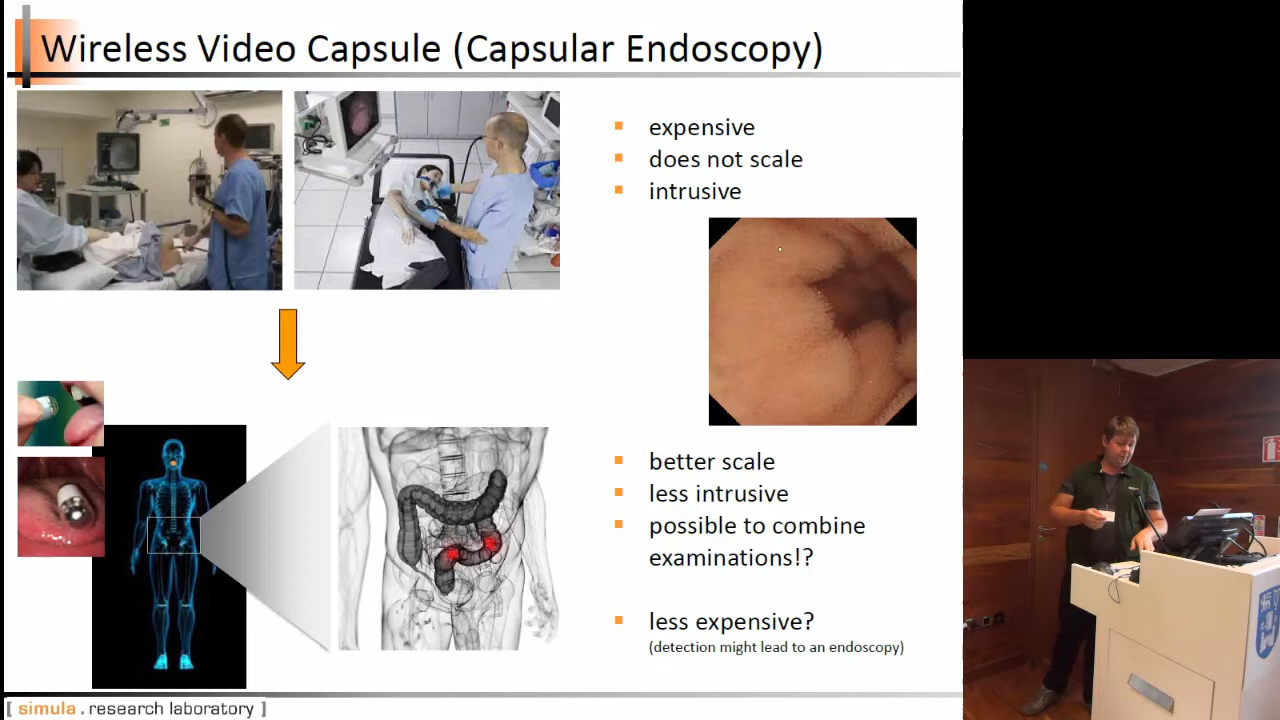 Wireless Video Capsule (Capsular Endoscopy)
▪ expensive
▪ does not scale
▪ intrusive
▪ better scale
▪ less intrusive
▪ possible to combine
examinations!?
▪ less expensive?
(detection might lead to an endoscopy)
[ simula . research laboratory ]